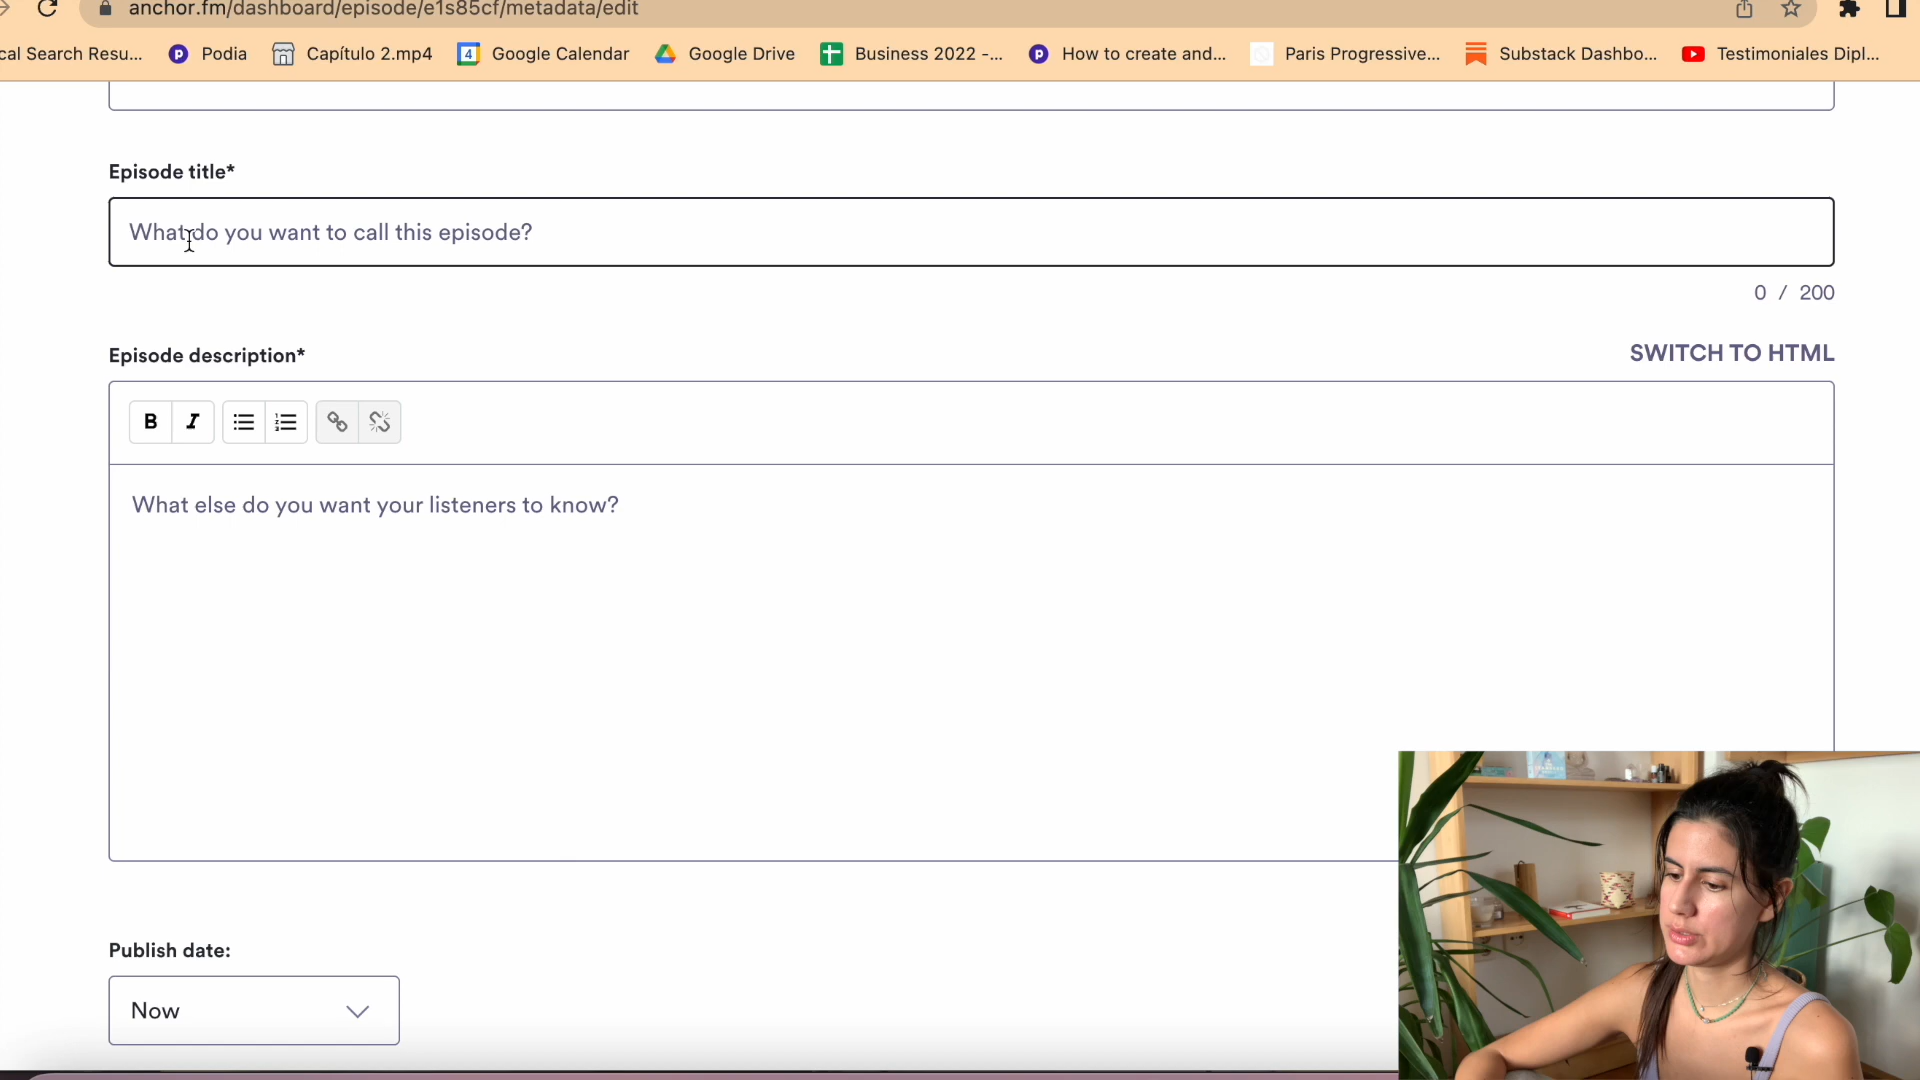 anchor.fm/dashboard/episode/e1s85cf/metadata/edit
cal Search Resu... Podia Capítulo 2.mp4 4 Google Calendar Google Drive Business 2022 -... How to create and... Paris Progressive... Substack Dashbo... Testimoniales Dipl...
Episode title*
What do you want to call this episode?
0 / 200
Episode description* SWITCH TO HTML
B I
What else do you want your listeners to know?
Publish date:
Now